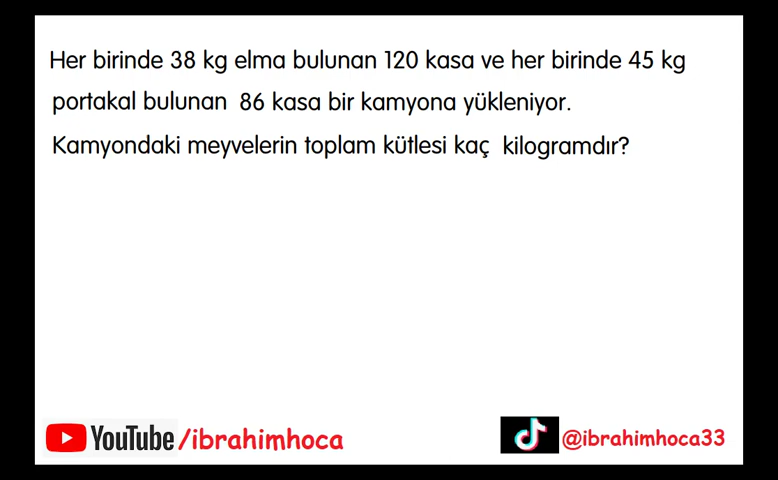 Her birinde 38 kg elma bulunan 120 kasa ve her birinde 45 kg
portakal bulunan 86 kasa bir kamyona yükleniyor.
Kamyondaki meyvelerin toplam kütlesi kaç kilogramdır?
YouTube/ibrahimhoca
@ibrahimhoca33